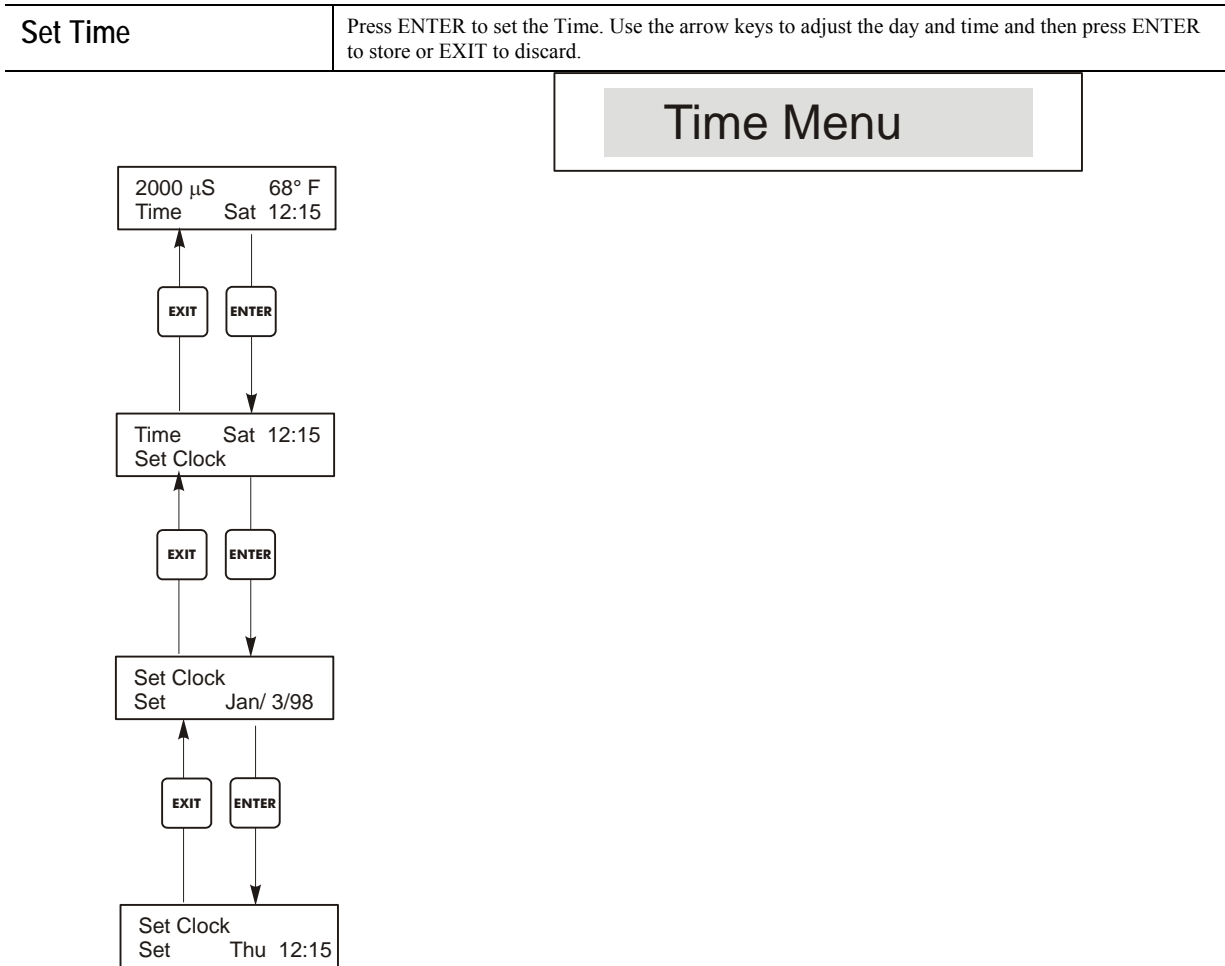 Set Time
Press ENTER to set the Time. Use the arrow keys to adjust the day and time and then press ENTER
to store or EXIT to discard.
Time Menu
2000 μS 68° F
Time Sat 12:15
EXIT ENTER
Time Sat 12:15
Set Clock
EXIT ENTER
Set Clock
Set Jan/ 3/98
EXIT ENTER
Set Clock
Set Thu 12:15